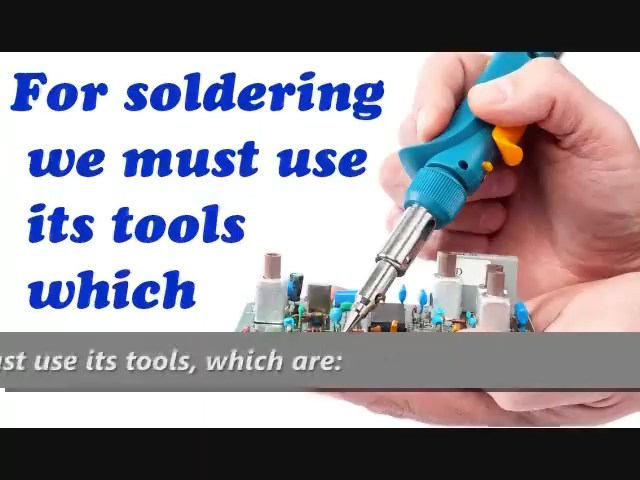 For soldering
we must use
its tools
which
ust use its tools, which are: